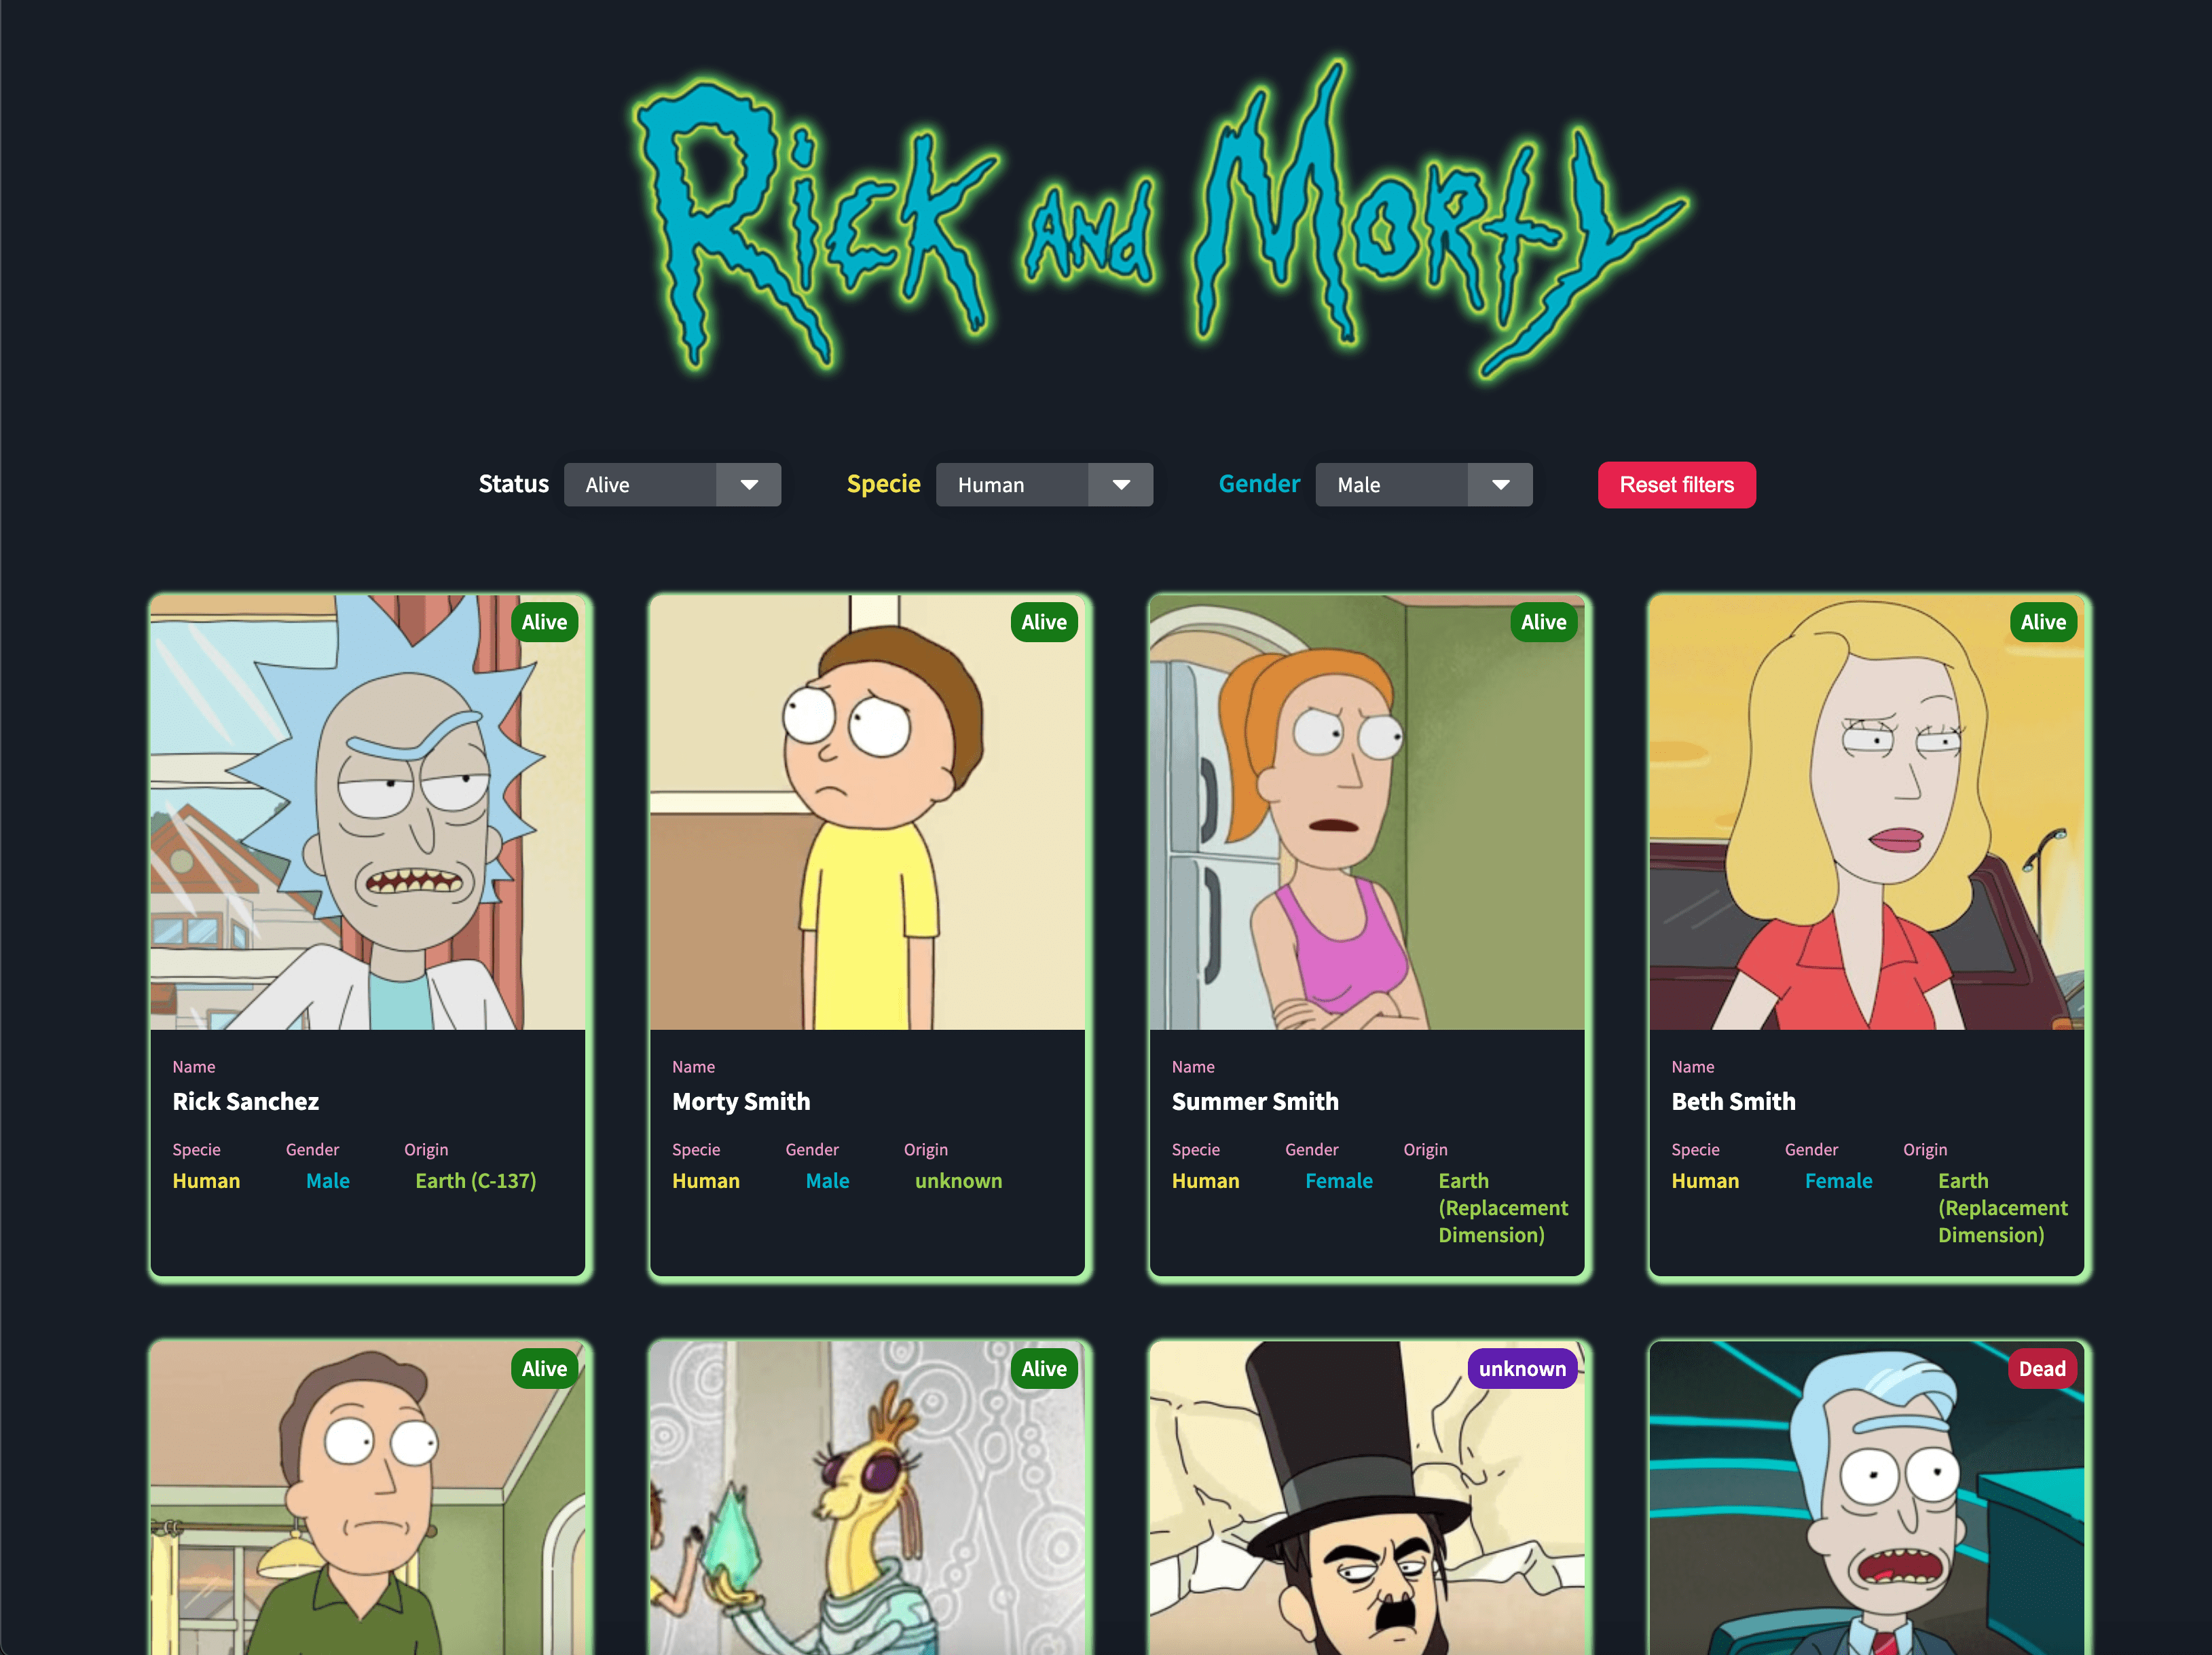 Rick and Morty
Status Alive Specie Human Gender Male Reset filters
Alive Alive Alive Alive
Name Name Name Name
Rick Sanchez Morty Smith Summer Smith Beth Smith
Specie Gender Origin Specie Gender Origin Specie Gender Origin Specie Gender Origin
Human Male Earth (C-137) Human Male unknown Human Female Earth Human Female Earth
(Replacement (Replacement
Dimension) Dimension)
Alive Alive unknown Dead